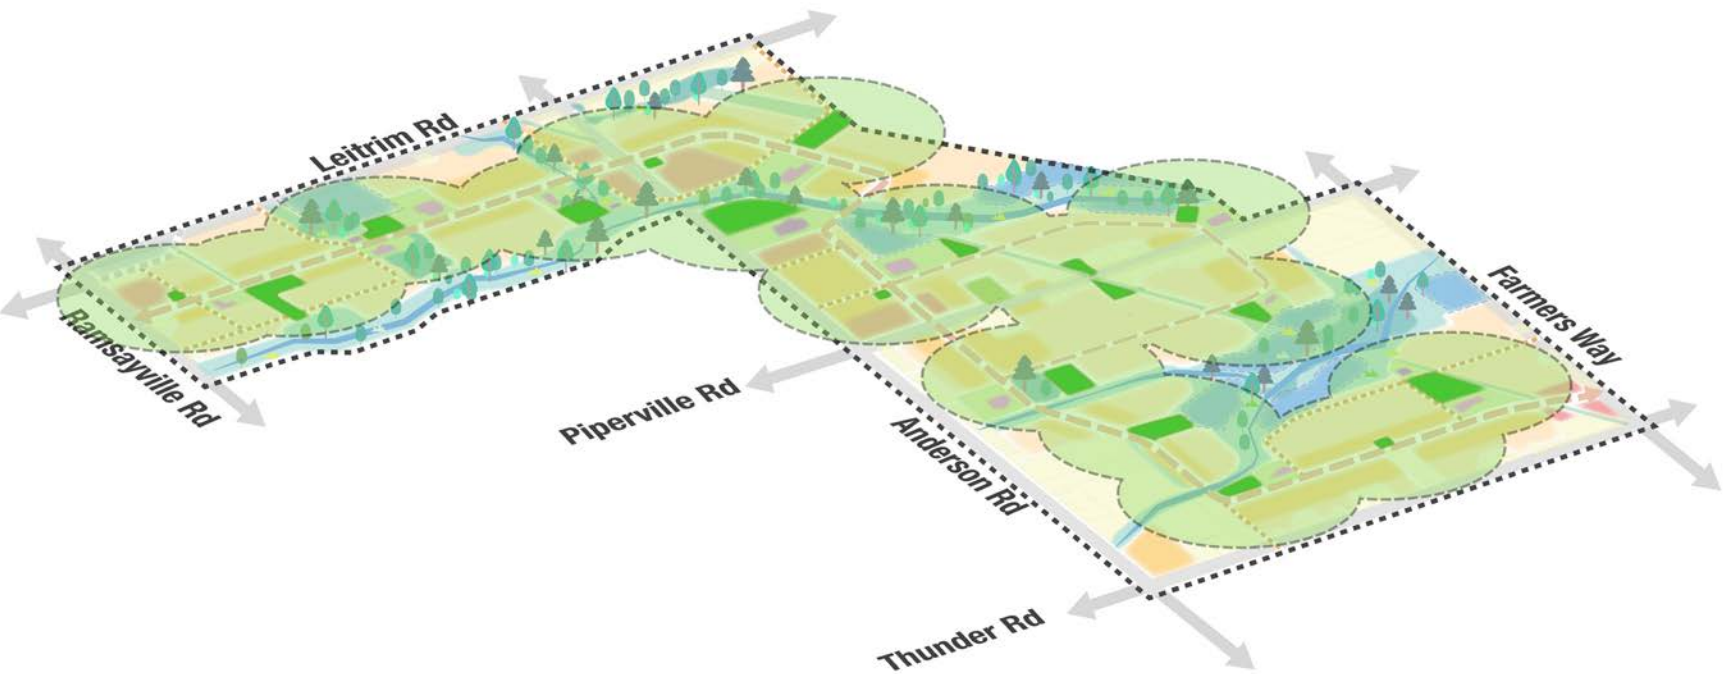 Leitrim Rd
Ramsayville Rd
Piperville Rd
Anderson Rd
Farmers Way
Thunder Rd